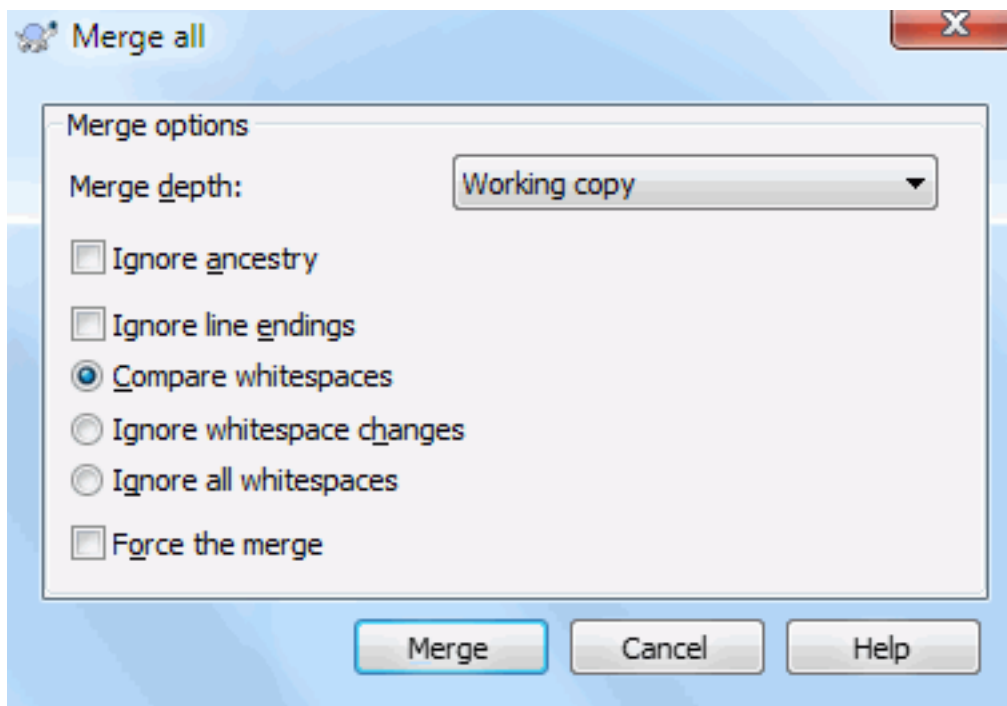 Merge all
Merge options
Merge depth: Working copy
Ignore ancestry
Ignore line endings
Compare whitespaces
Ignore whitespace changes
Ignore all whitespaces
Force the merge
Merge Cancel Help